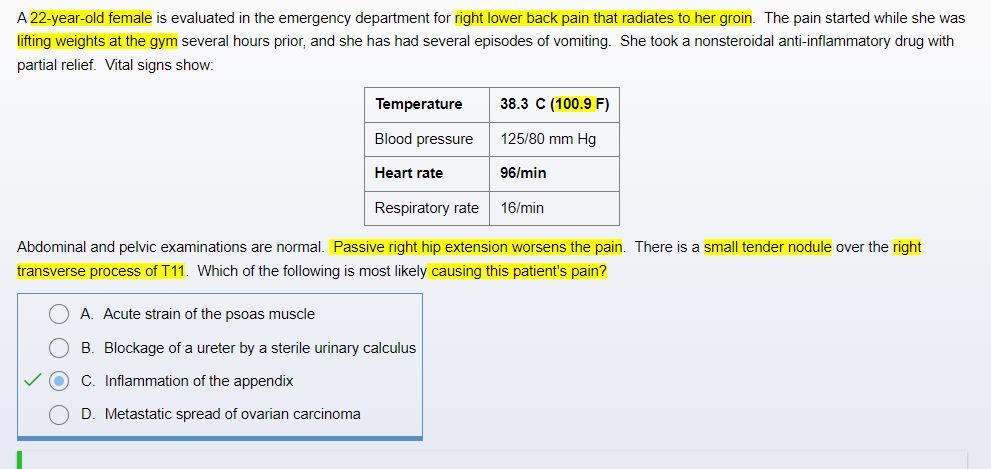 A 22-year-old female is evaluated in the emergency department for right lower back pain that radiates to her groin. The pain started while she was
lifting weights at the gym several hours prior, and she has had several episodes of vomiting. She took a nonsteroidal anti-inflammatory drug with
partial relief. Vital signs show:
Temperature 38.3 C (100.9 F)
Blood pressure 125/80 mm Hg
Heart rate 96/min
Respiratory rate 16/min
Abdominal and pelvic examinations are normal. Passive right hip extension worsens the pain. There is a small tender nodule over the right
transverse process of T11. Which of the following is most likely causing this patient's pain?
A. Acute strain of the psoas muscle
B. Blockage of a ureter by a sterile urinary calculus
C. Inflammation of the appendix
D. Metastatic spread of ovarian carcinoma